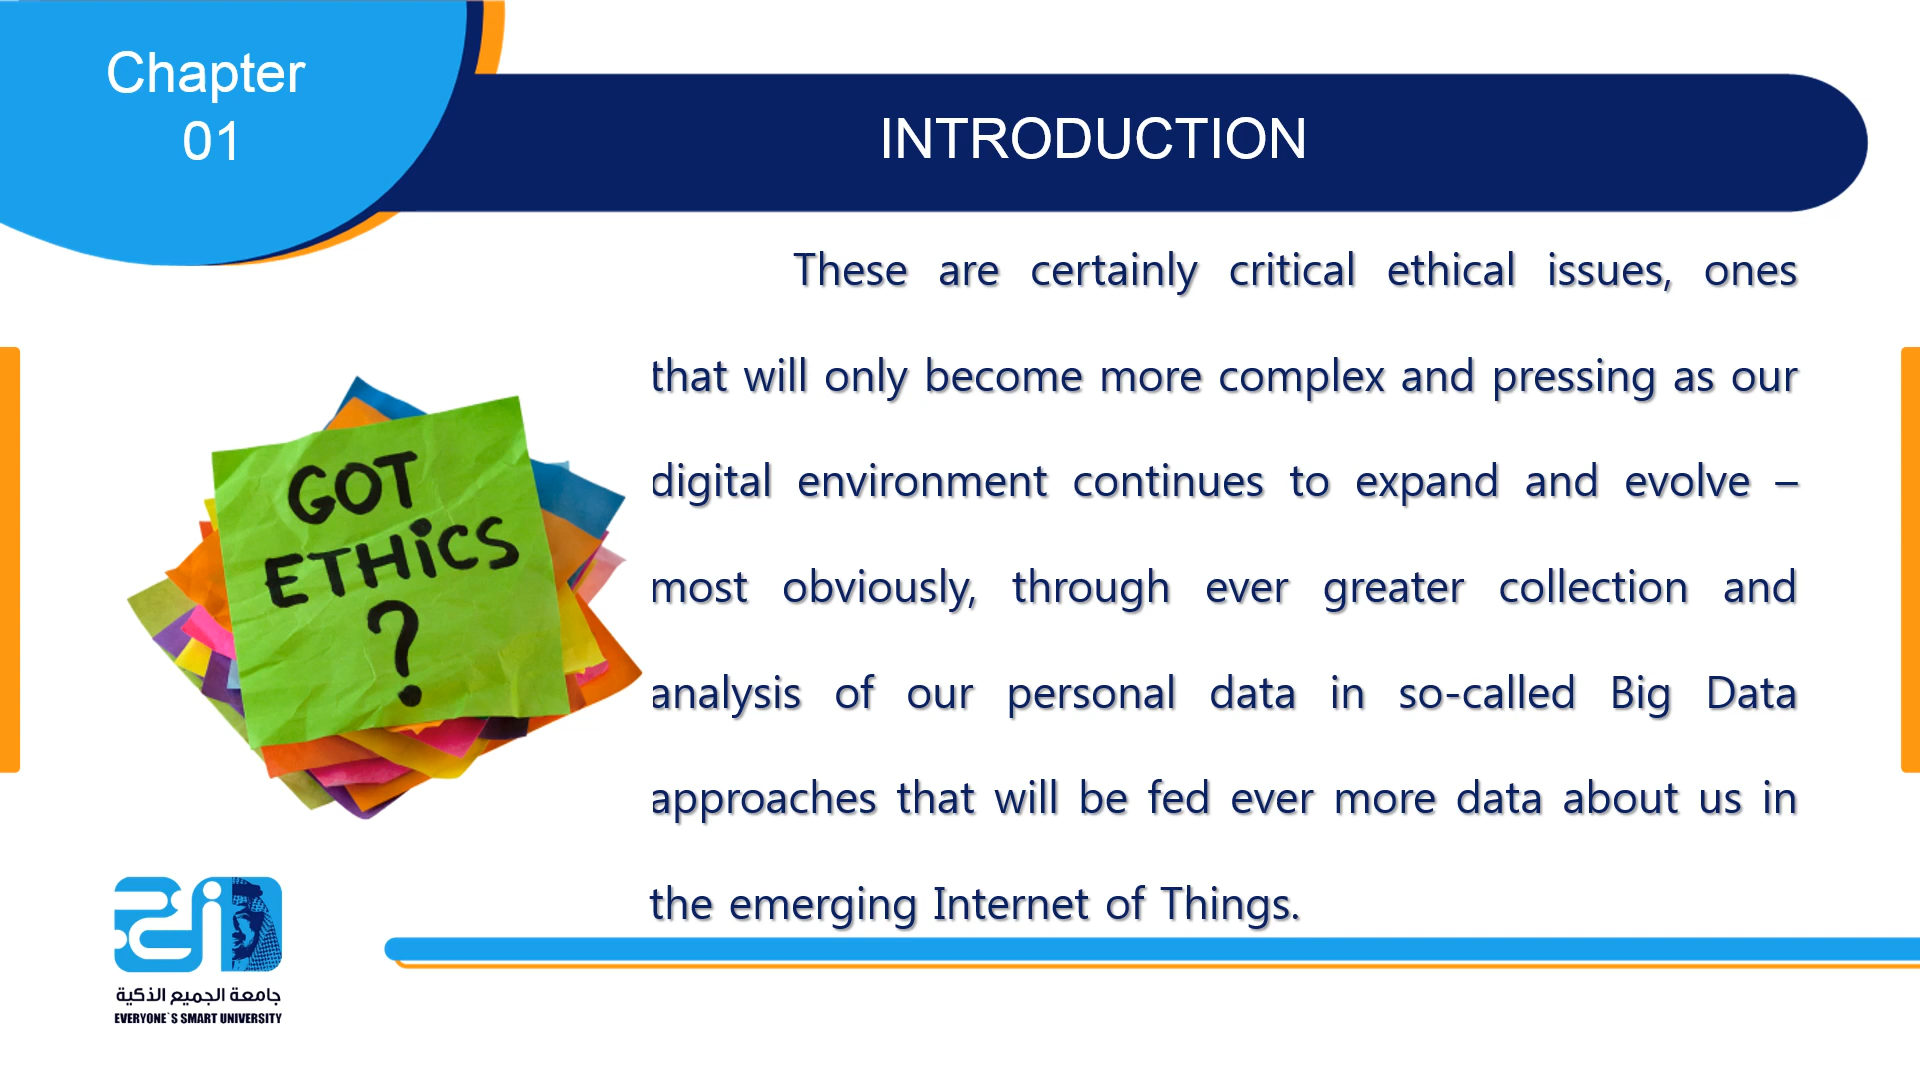 Chapter
01
INTRODUCTION
These are certainly critical ethical issues, ones
that will only become more complex and pressing as our
digital environment continues to expand and evolve –
most obviously, through ever greater collection and
analysis of our personal data in so-called Big Data
approaches that will be fed ever more data about us in
the emerging Internet of Things.
GOT
ETHiCS
?
جامعة الجميع الذكية
EVERYONE`S SMART UNIVERSITY